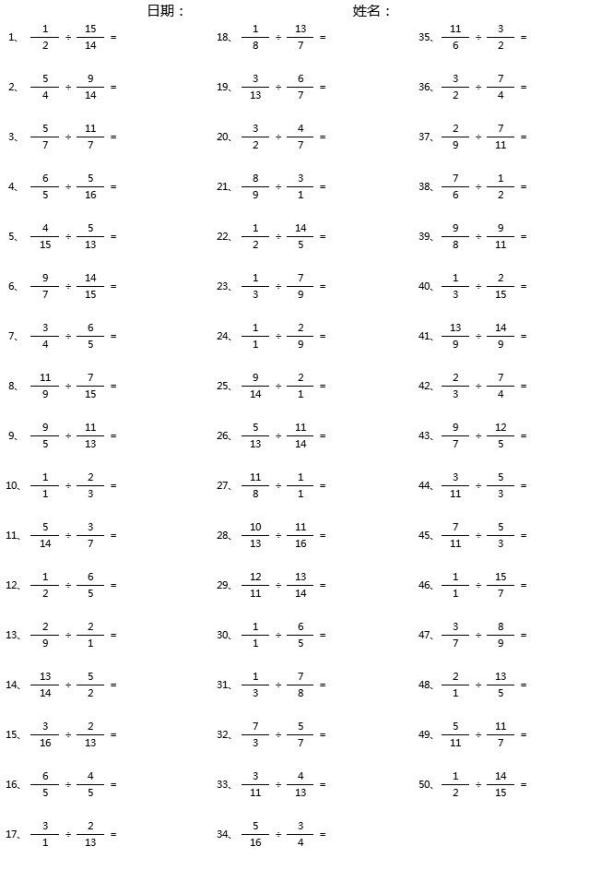 日期： 姓名：
1、 1/2 ÷ 15/14 = 18、 1/8 ÷ 13/7 = 35、 11/6 ÷ 3/2 =
2、 5/4 ÷ 9/14 = 19、 3/13 ÷ 6/7 = 36、 3/2 ÷ 7/4 =
3、 5/7 ÷ 11/7 = 20、 3/2 ÷ 4/7 = 37、 2/9 ÷ 7/11 =
4、 6/5 ÷ 5/16 = 21、 8/9 ÷ 3/1 = 38、 7/6 ÷ 1/2 =
5、 4/15 ÷ 5/13 = 22、 1/2 ÷ 14/5 = 39、 9/8 ÷ 9/11 =
6、 9/7 ÷ 14/15 = 23、 1/3 ÷ 7/9 = 40、 1/3 ÷ 2/15 =
7、 3/4 ÷ 6/5 = 24、 1/1 ÷ 2/9 = 41、 13/9 ÷ 14/9 =
8、 11/9 ÷ 7/15 = 25、 9/14 ÷ 2/1 = 42、 2/3 ÷ 7/4 =
9、 9/5 ÷ 11/13 = 26、 5/13 ÷ 11/14 = 43、 9/7 ÷ 12/5 =
10、 1/1 ÷ 2/3 = 27、 11/8 ÷ 1/1 = 44、 3/11 ÷ 5/3 =
11、 5/14 ÷ 3/7 = 28、 10/13 ÷ 11/16 = 45、 7/11 ÷ 5/3 =
12、 1/2 ÷ 6/5 = 29、 12/11 ÷ 13/14 = 46、 1/1 ÷ 15/7 =
13、 2/9 ÷ 2/1 = 30、 1/1 ÷ 6/5 = 47、 3/7 ÷ 8/9 =
14、 13/14 ÷ 5/2 = 31、 1/3 ÷ 7/8 = 48、 2/1 ÷ 13/5 =
15、 3/16 ÷ 2/13 = 32、 7/3 ÷ 5/7 = 49、 5/11 ÷ 11/7 =
16、 6/5 ÷ 4/5 = 33、 3/11 ÷ 4/13 = 50、 1/2 ÷ 14/15 =
17、 3/1 ÷ 2/13 = 34、 5/16 ÷ 3/4 =